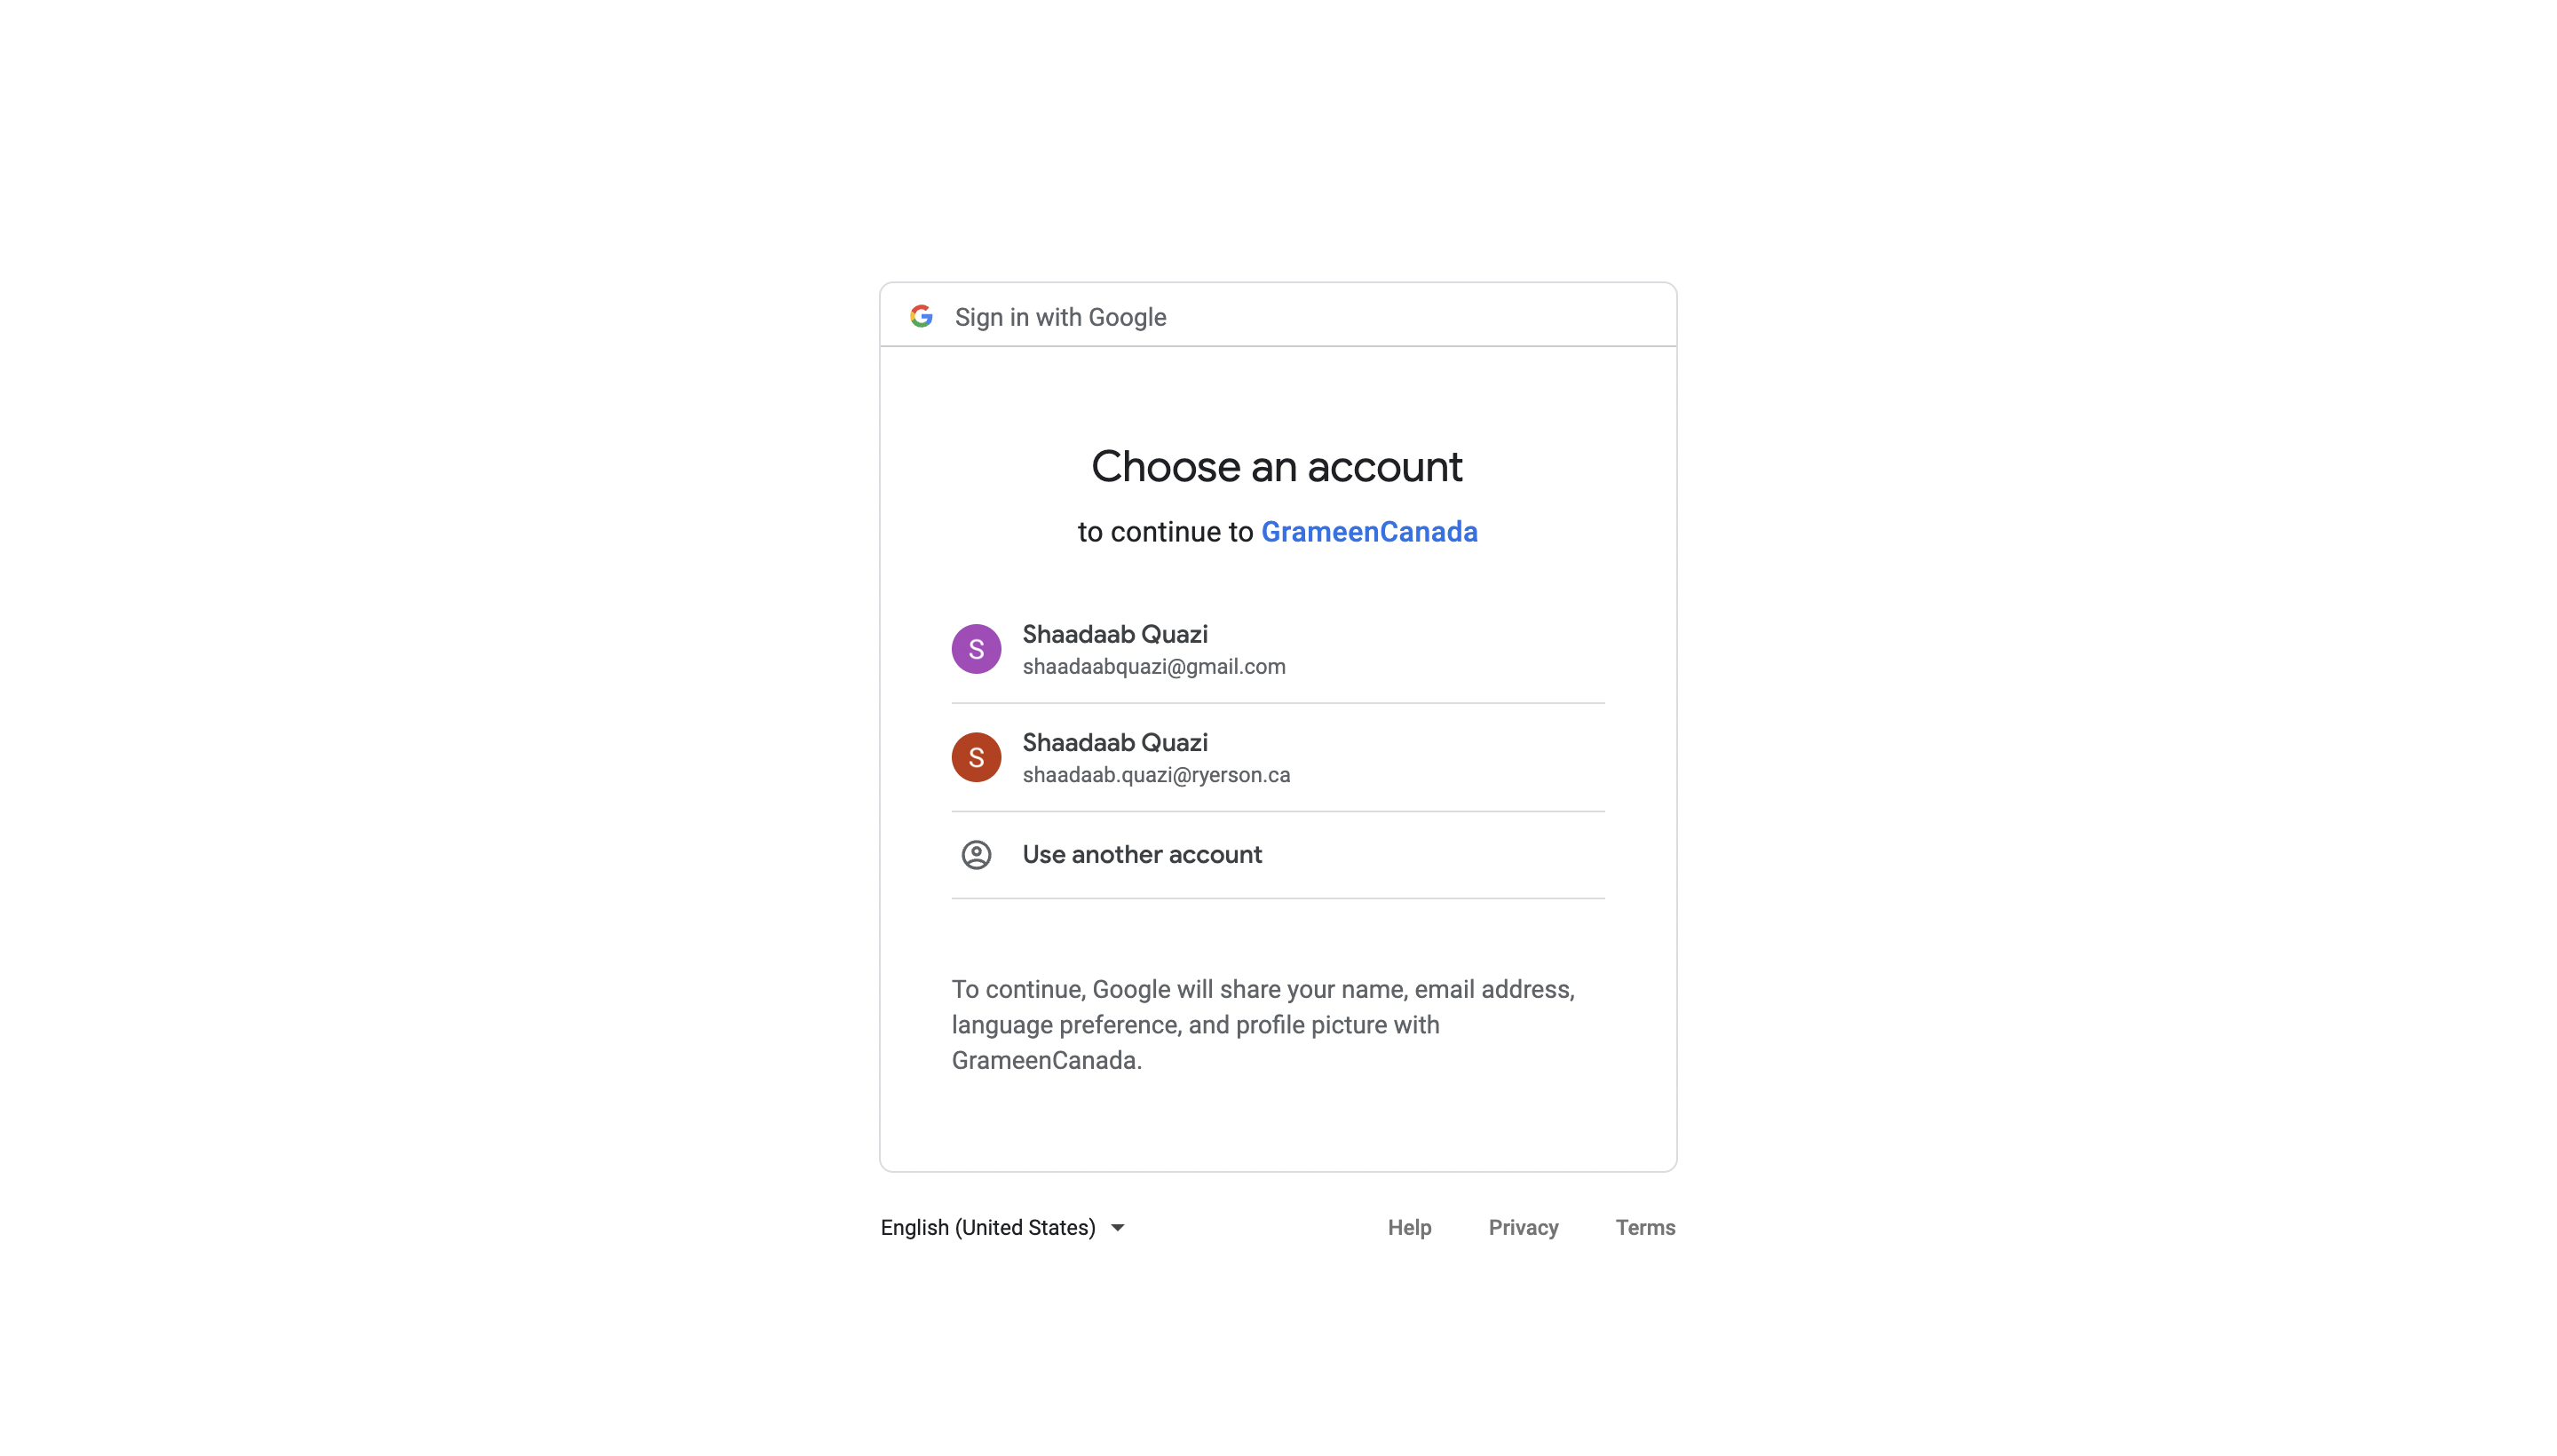 Sign in with Google
Choose an account
to continue to GrameenCanada
S
Shaadaab Quazi
shaadaabquazi@gmail.com
S
Shaadaab Quazi
shaadaab.quazi@ryerson.ca
Use another account
To continue, Google will share your name, email address,
language preference, and profile picture with
GrameenCanada.
English (United States)
Help Privacy Terms